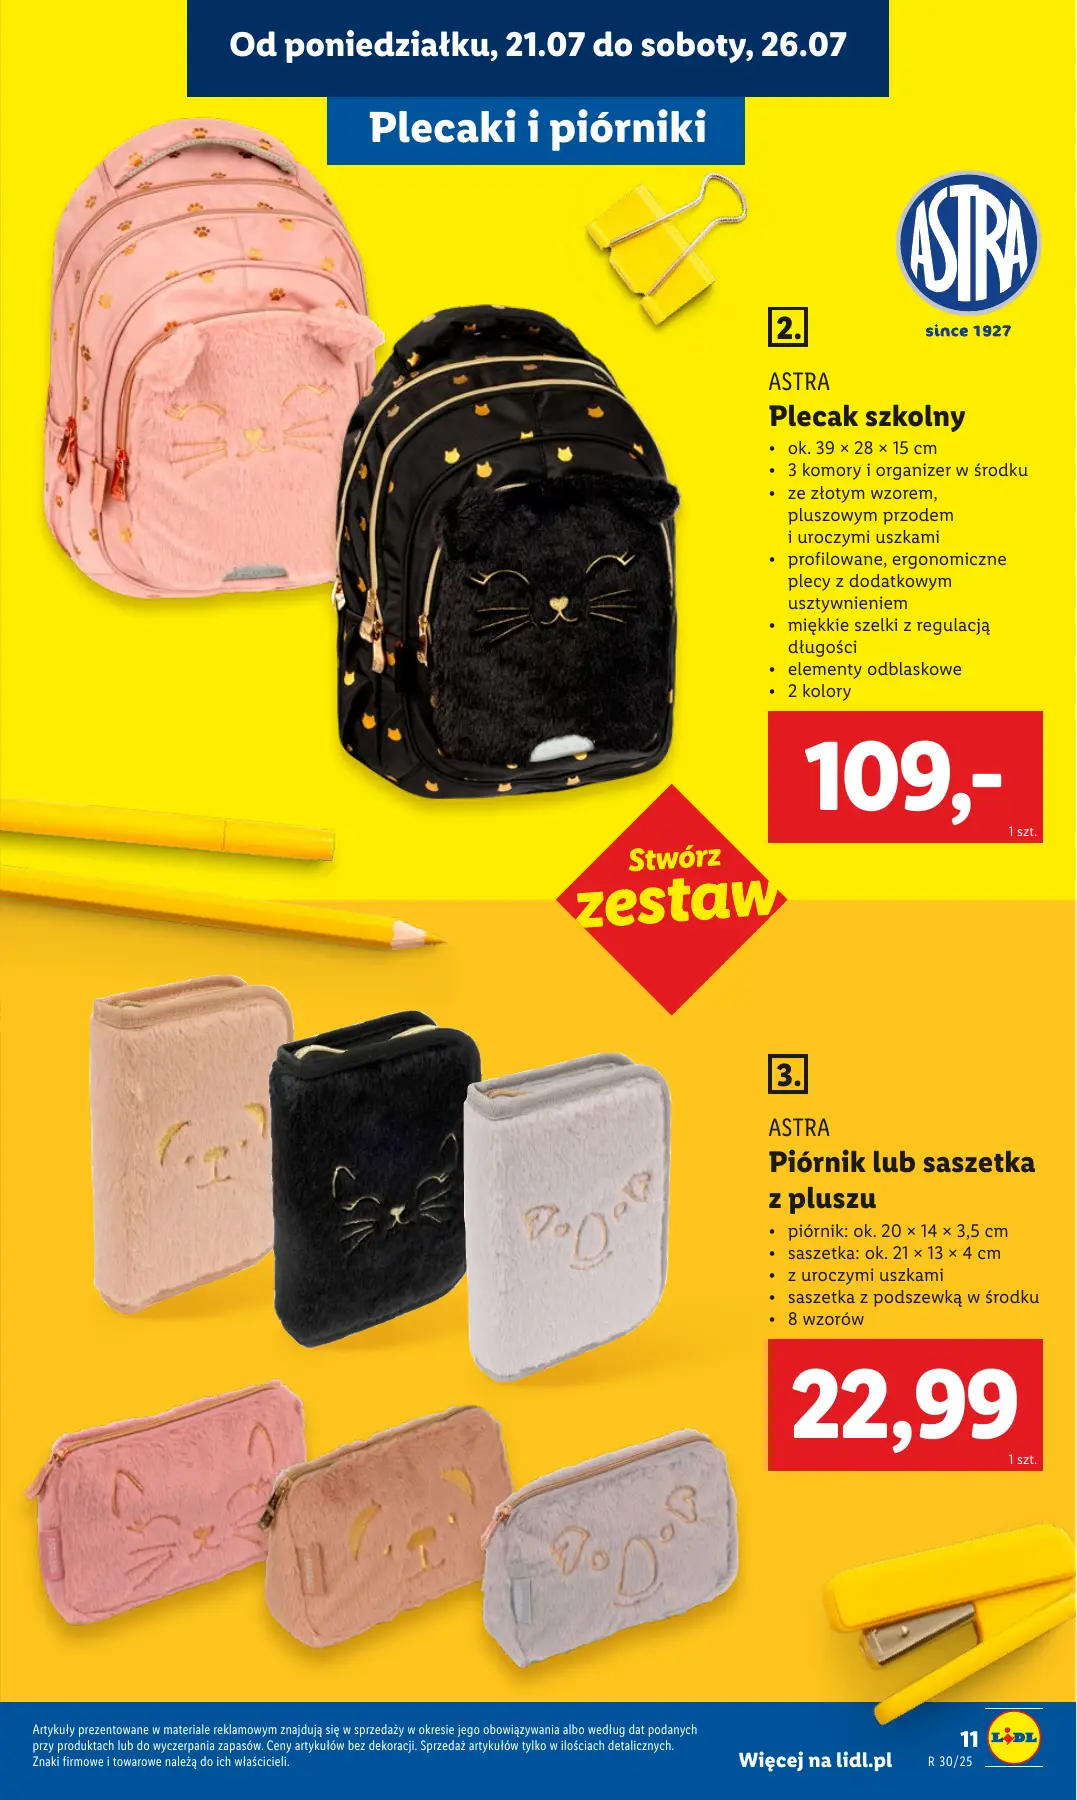 Od poniedziałku, 21.07 do soboty, 26.07
Plecaki i piórniki
ASTRA
since 1927
2.
ASTRA
Plecak szkolny
• ok. 39 × 28 × 15 cm
• 3 komory i organizer w środku
• ze złotym wzorem,
pluszowym przodem
i uroczymi uszkami
• profilowane, ergonomiczne
plecy z dodatkowym
usztywnieniem
• miękkie szelki z regulacją
długości
• elementy odblaskowe
• 2 kolory
109,-
1 szt.
Stwórz
zestaw
3.
ASTRA
Piórnik lub saszetka
z pluszu
• piórnik: ok. 20 × 14 × 3,5 cm
• saszetka: ok. 21 × 13 × 4 cm
• z uroczymi uszkami
• saszetka z podszewką w środku
• 8 wzorów
22,99
1 szt.
Artykuły prezentowane w materiale reklamowym znajdują się w sprzedaży w okresie jego obowiązywania albo według dat podanych
przy produktach lub do wyczerpania zapasów. Ceny artykułów bez dekoracji. Sprzedaż artykułów tylko w ilościach detalicznych.
Znaki firmowe i towarowe należą do ich właścicieli.
Więcej na lidl.pl
11
R 30/25
LIDL